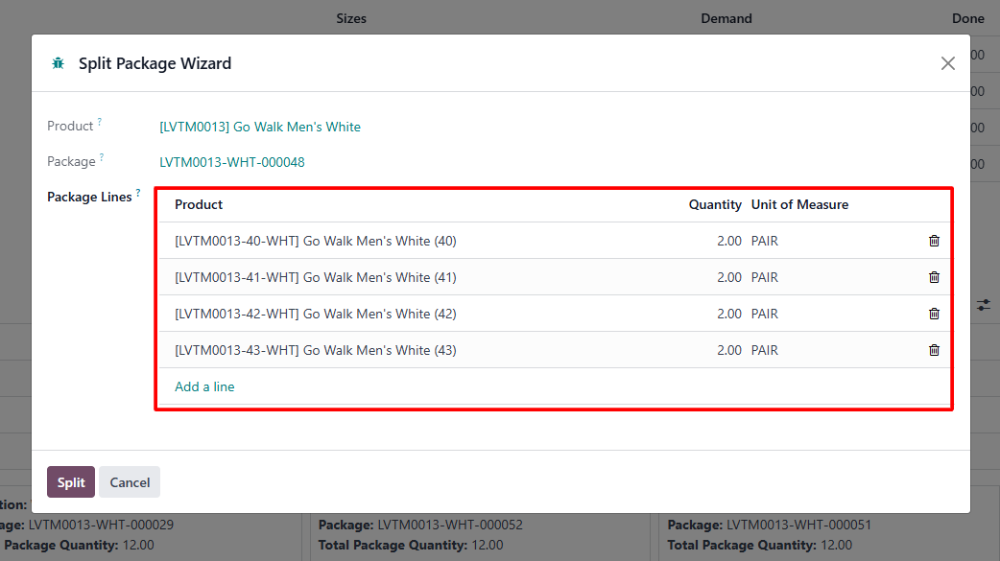 Sizes Demand Done
Split Package Wizard
00
00
Product ? [LVTM0013] Go Walk Men's White
00
Package ? LVTM0013-WHT-000048
00
Package Lines ?
Product Quantity Unit of Measure
[LVTM0013-40-WHT] Go Walk Men's White (40) 2.00 PAIR
[LVTM0013-41-WHT] Go Walk Men's White (41) 2.00 PAIR
[LVTM0013-42-WHT] Go Walk Men's White (42) 2.00 PAIR
[LVTM0013-43-WHT] Go Walk Men's White (43) 2.00 PAIR
Add a line
Split Cancel
tion:
age: LVTM0013-WHT-000029 Package: LVTM0013-WHT-000052 Package: LVTM0013-WHT-000051
Package Quantity: 12.00 Total Package Quantity: 12.00 Total Package Quantity: 12.00